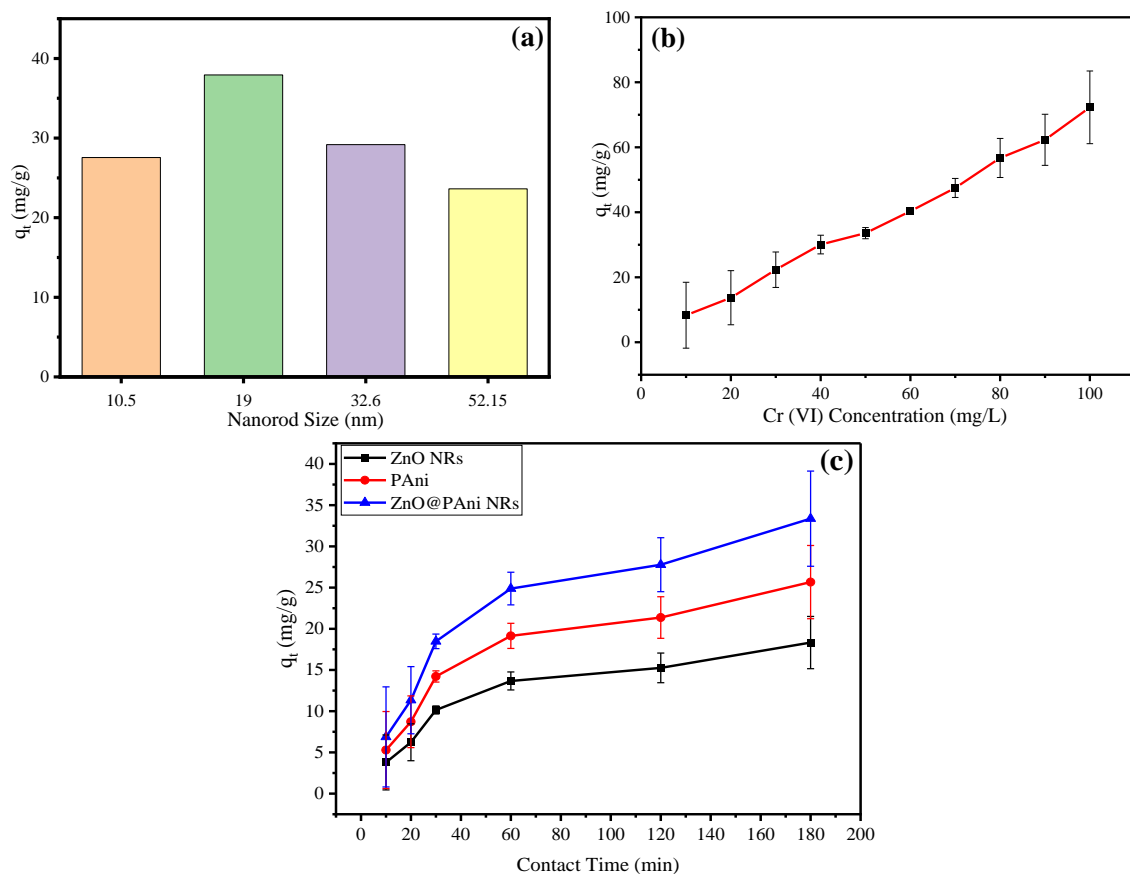 (a)
q_t (mg/g)
40
30
20
10
0
10.5 19 32.6 52.15
Nanorod Size (nm)
(b)
q_t (mg/g)
100
80
60
40
20
0
0 20 40 60 80 100
Cr (VI) Concentration (mg/L)
(c)
ZnO NRs
PAni
ZnO@PAni NRs
q_t (mg/g)
40
35
30
25
20
15
10
5
0
0 20 40 60 80 100 120 140 160 180 200
Contact Time (min)